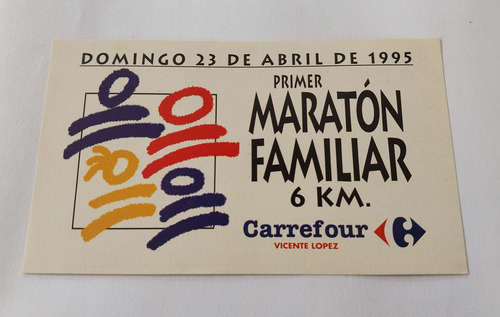 DOMINGO 23 DE ABRIL DE 1995
PRIMER
MARATÓN
FAMILIAR
6 KM.
Carrefour
VICENTE LOPEZ